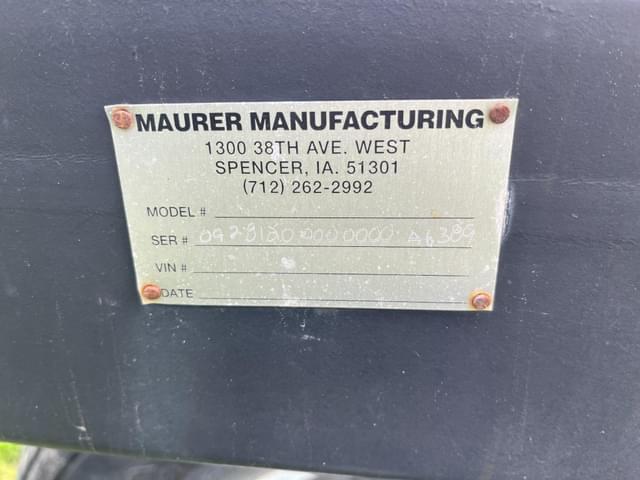 MAURER MANUFACTURING
1300 38TH AVE. WEST
SPENCER, IA. 51301
(712) 262-2992
MODEL #
SER #
VIN #
DATE